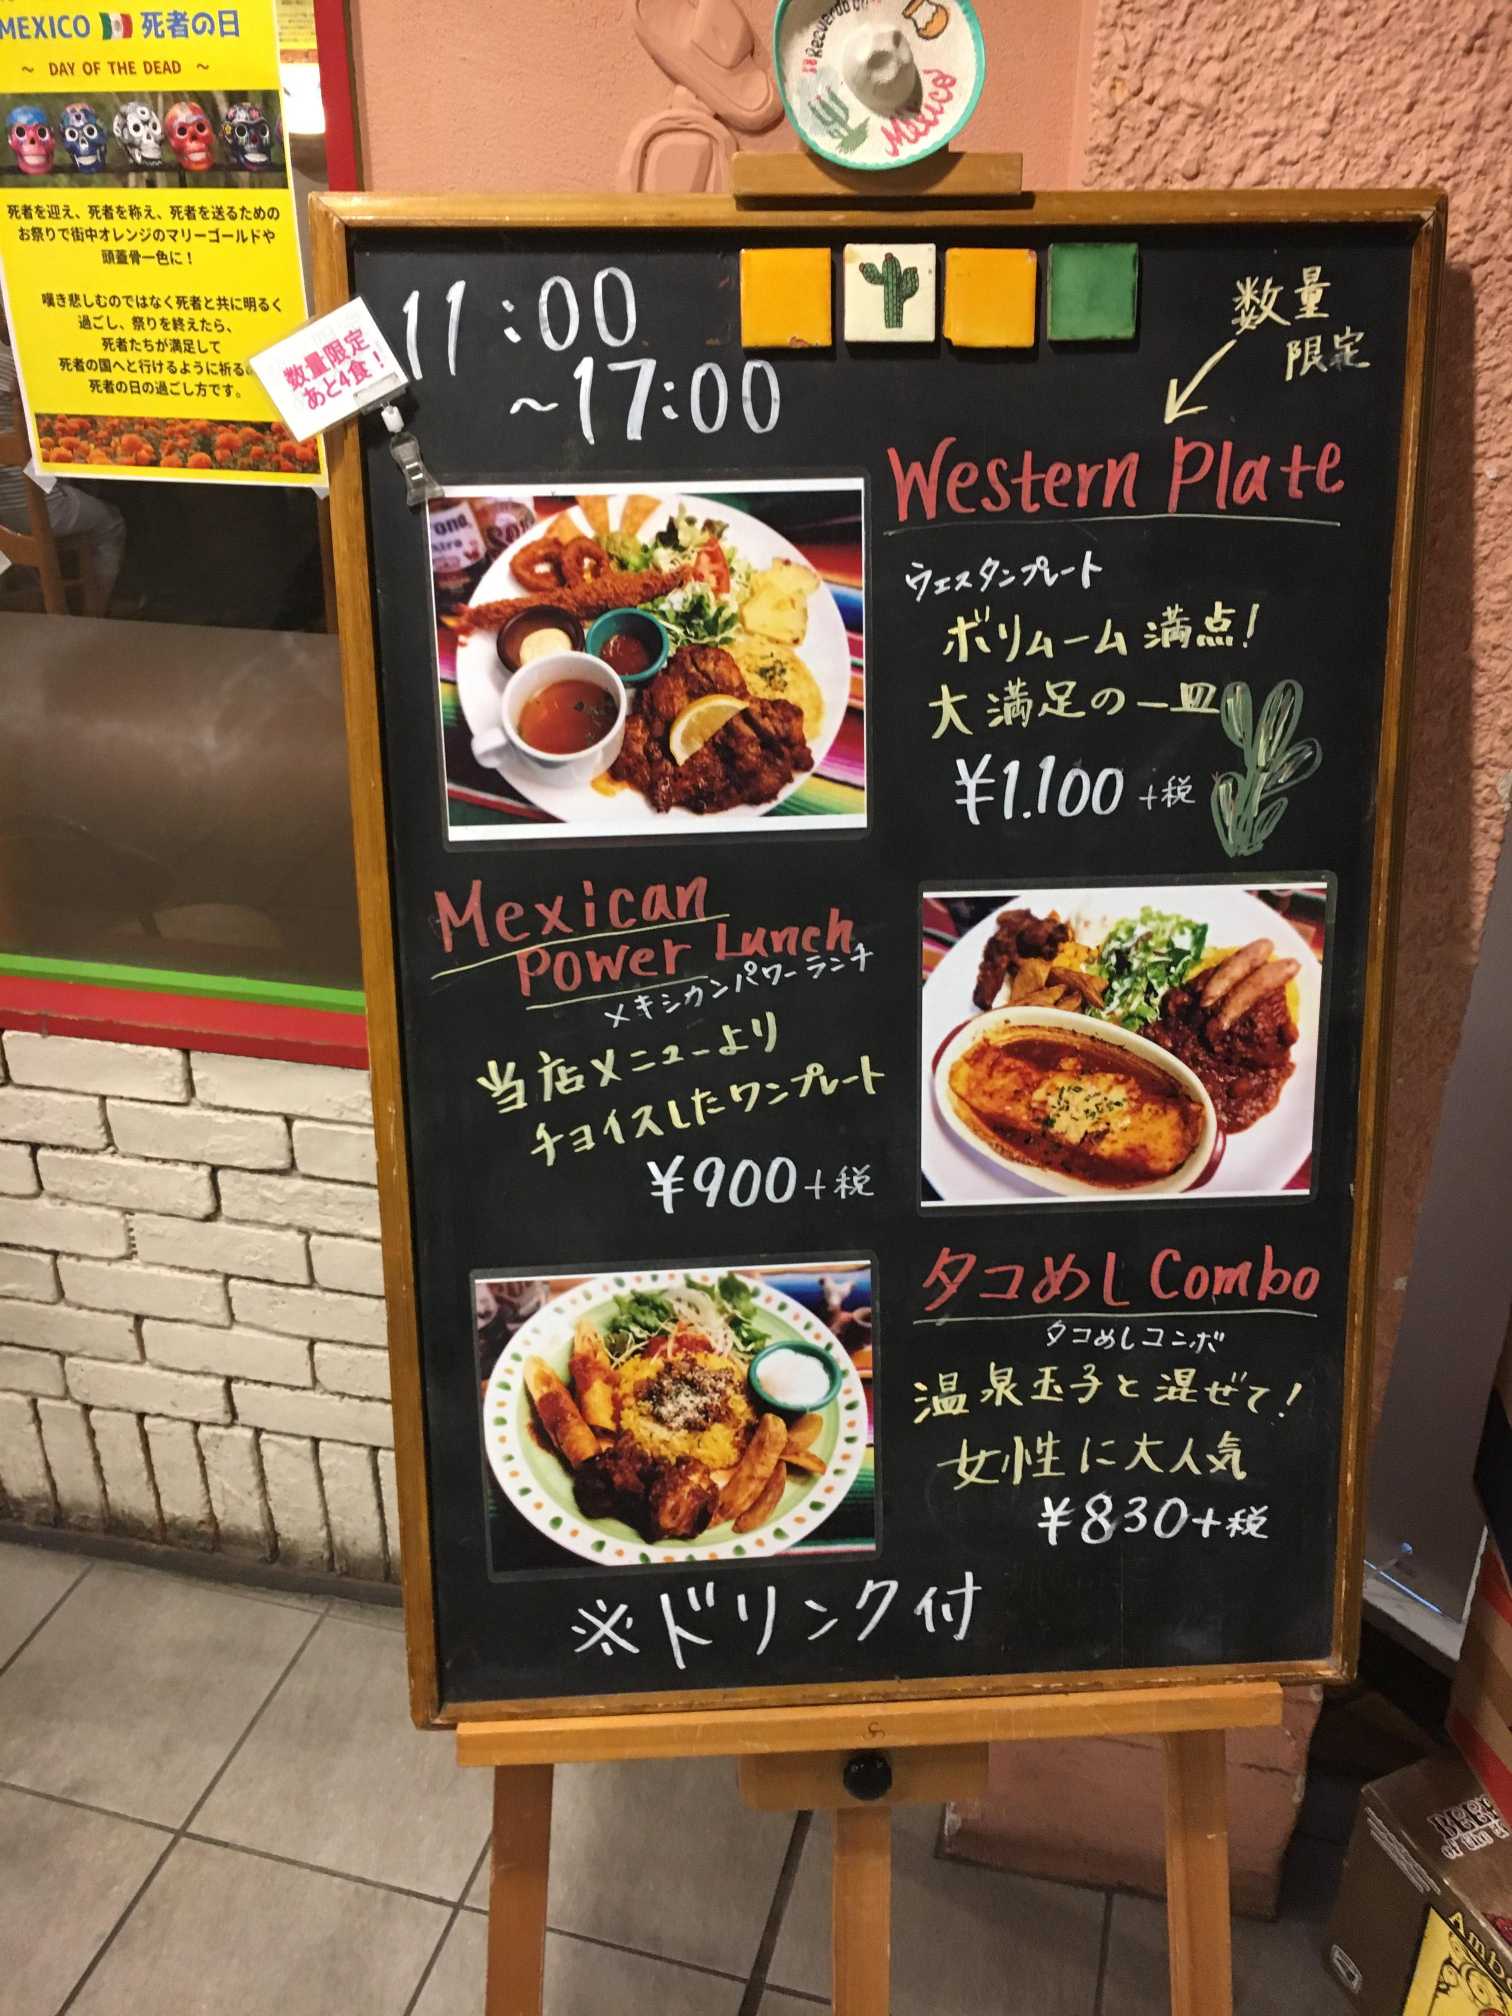 MEXICO 🇲🇽 死者の日
～ DAY OF THE DEAD ～
死者を迎え、死者を称え、死者を送るための
お祭りで街中オレンジのマリーゴールドや
頭蓋骨一色に！
嘆き悲しむのではなく死者と共に明るく
過ごし、祭りを終えたら、
死者たちが満足して
死者の国へと行けるように祈るの
死者の日の過ごし方です。
Recuerdo
Mexico
数量限定
あと4食！
11:00
~17:00
数量
限定
Western Plate
ウェスタンプレート
ボリューム満点!
大満足の一皿
¥1.100+税
Mexican
Power Lunch
メキシカンパワーランチ
当店メニューより
チョイスしたワンプレート
¥900+税
タコめしCombo
タコめしコンボ
温泉玉子と混ぜて!
女性に大人気
¥830+税
※ドリンク付
BEER
of the
Amb